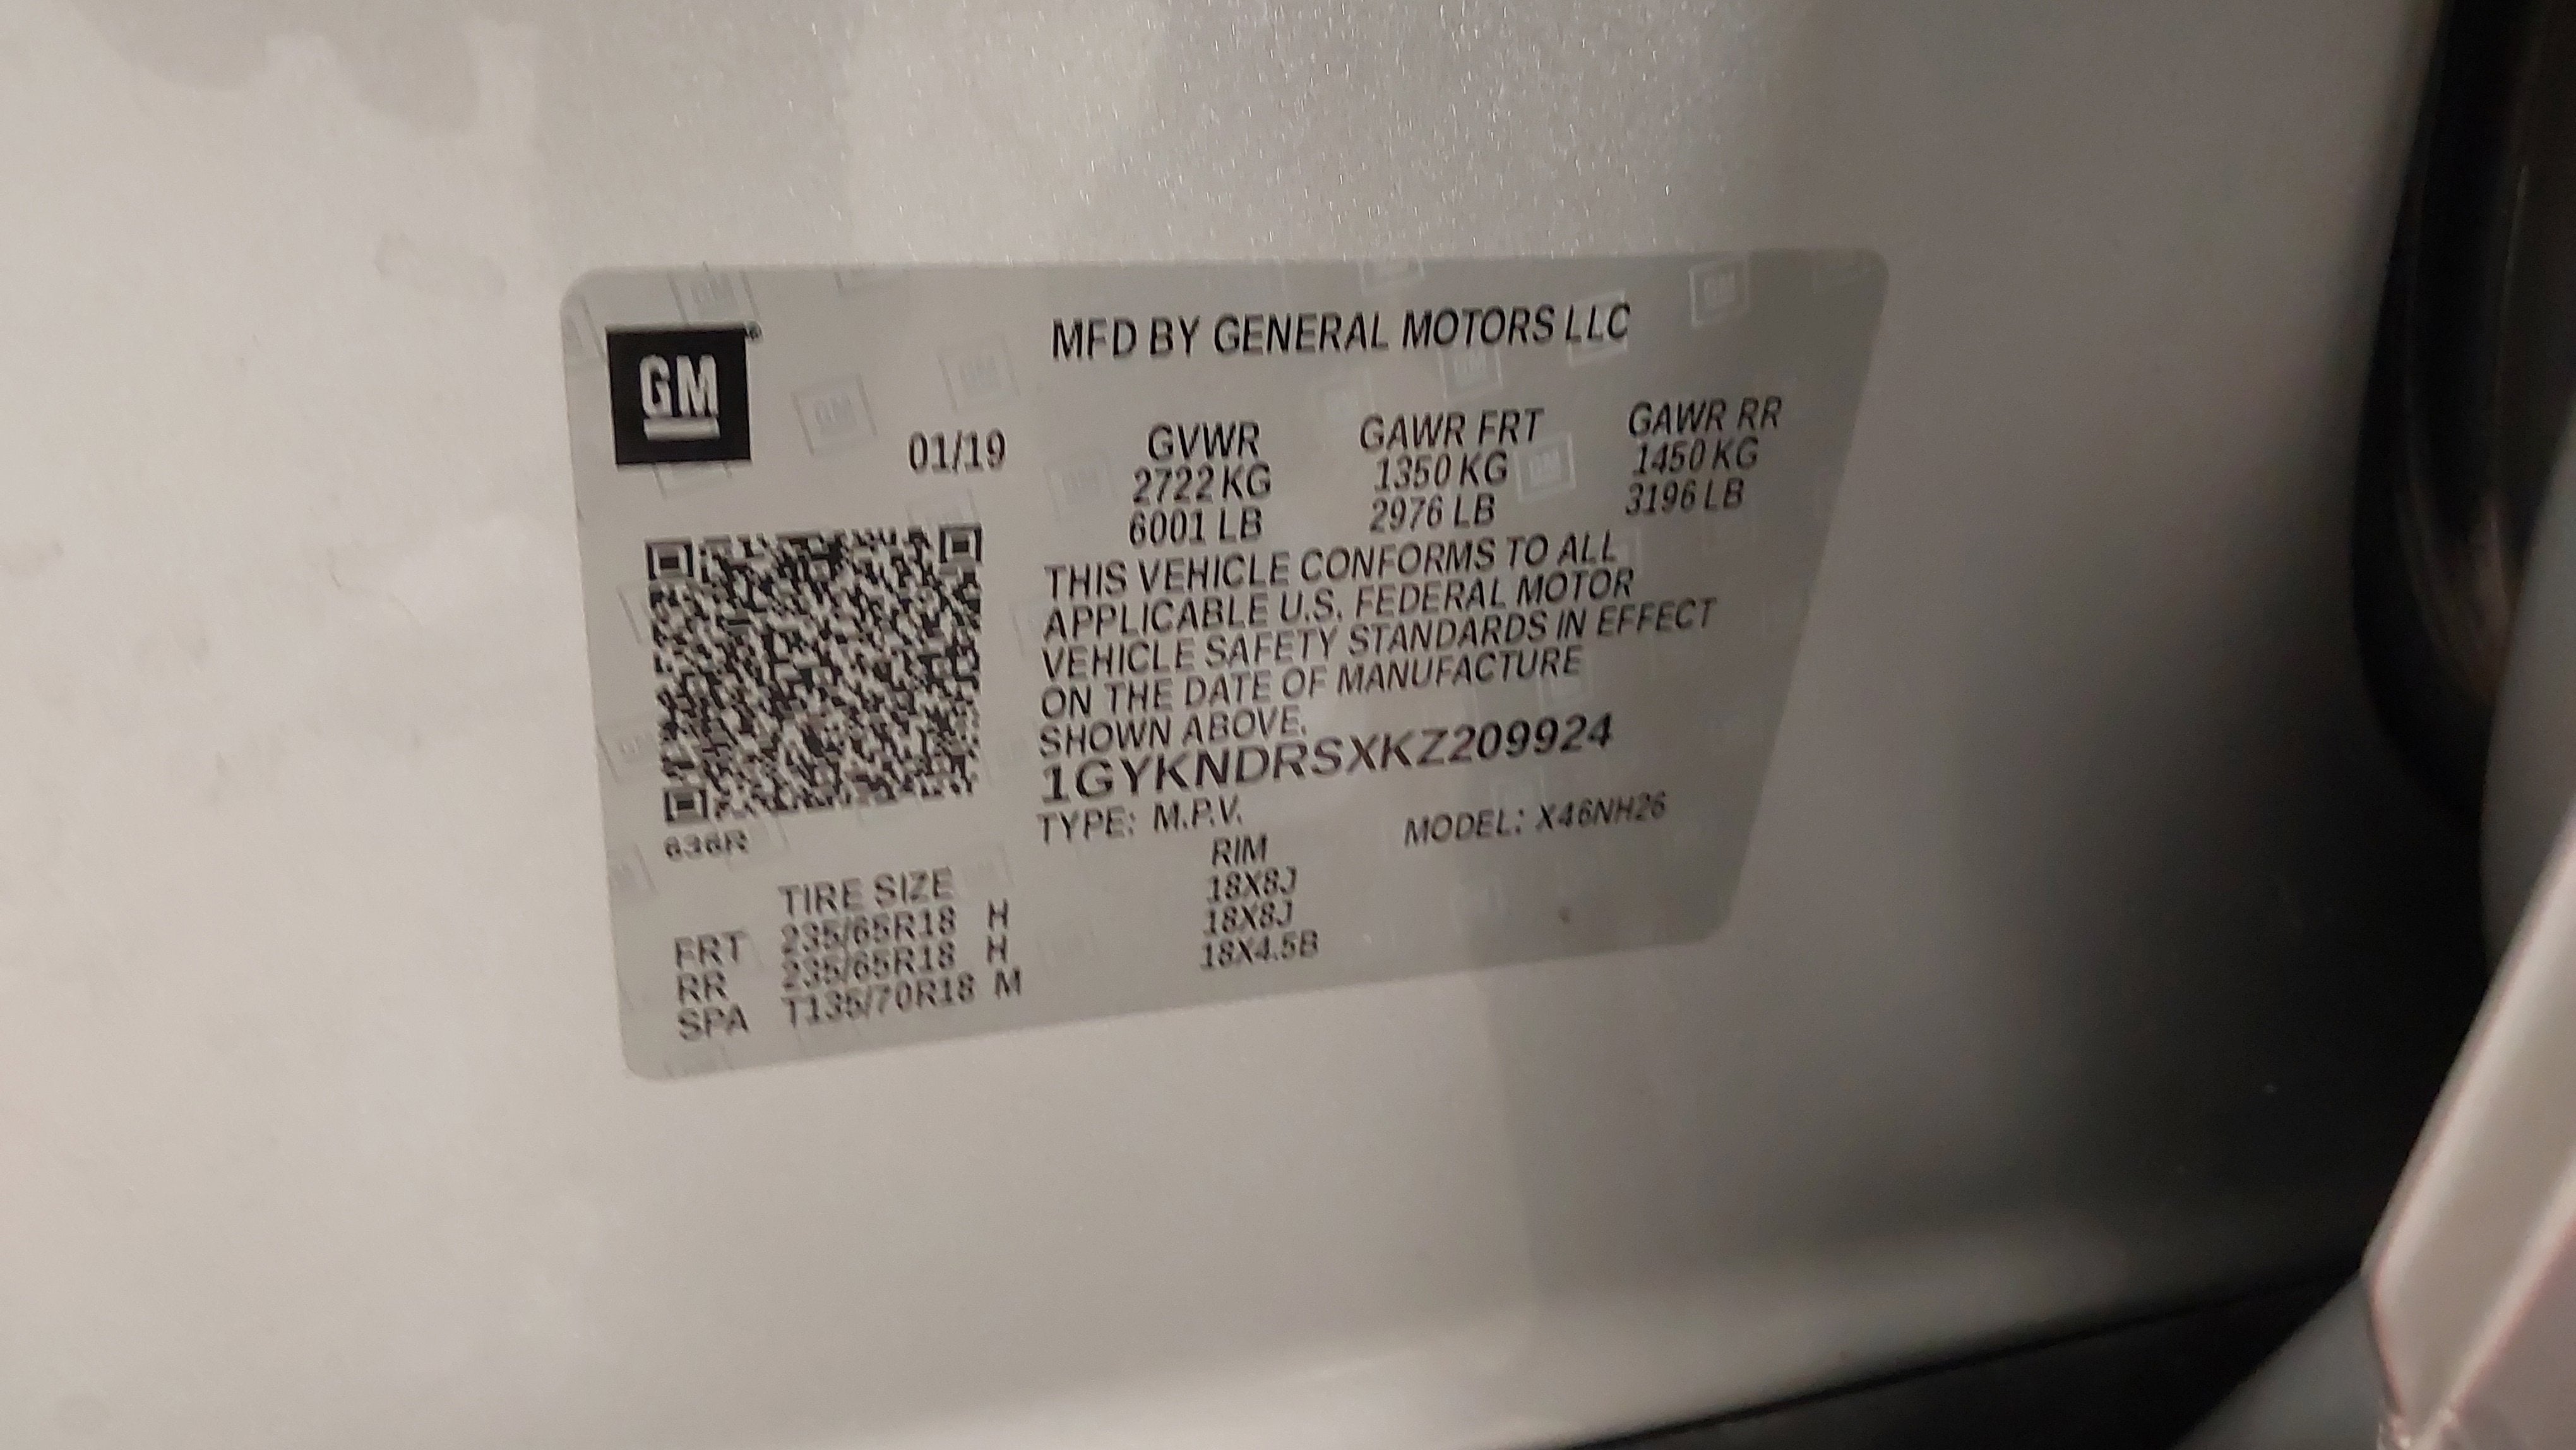 GM
MFD BY GENERAL MOTORS LLC
01/19 GVWR GAWR FRT GAWR RR
2722 KG 1350 KG 1450 KG
6001 LB 2976 LB 3196 LB
THIS VEHICLE CONFORMS TO ALL
APPLICABLE U.S. FEDERAL MOTOR
VEHICLE SAFETY STANDARDS IN EFFECT
ON THE DATE OF MANUFACTURE
SHOWN ABOVE.
1GYKNDRSXKZ209924
TYPE: M.P.V. MODEL: X46NH26
636R
TIRE SIZE RIM
FRT 235/65R18 H 18X8J
RR 235/65R18 H 18X8J
SPA T135/70R18 M 18X4.5B